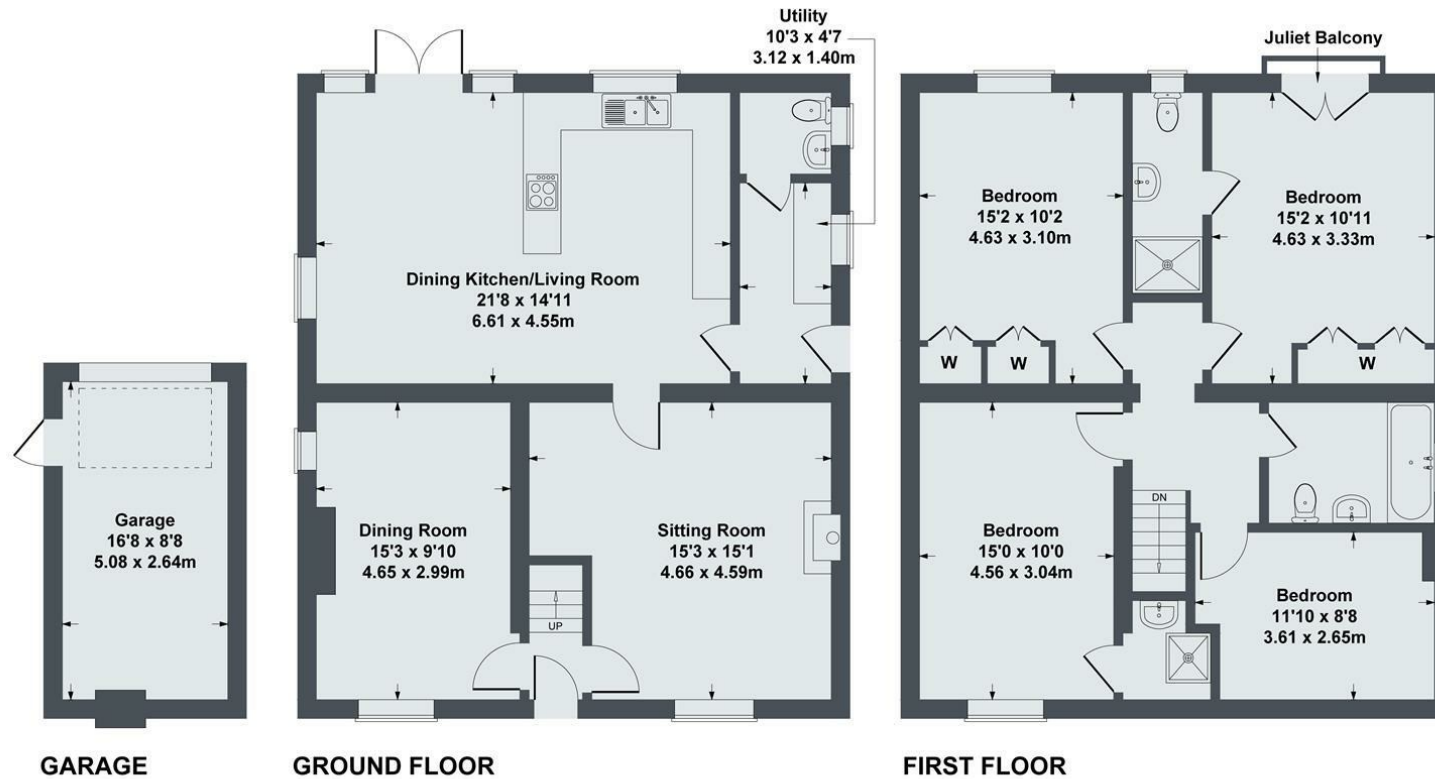 Utility
10'3 x 4'7
3.12 x 1.40m
Juliet Balcony
Dining Kitchen/Living Room
21'8 x 14'11
6.61 x 4.55m
Bedroom
15'2 x 10'2
4.63 x 3.10m
Bedroom
15'2 x 10'11
4.63 x 3.33m
W
W
W
Garage
16'8 x 8'8
5.08 x 2.64m
Dining Room
15'3 x 9'10
4.65 x 2.99m
Sitting Room
15'3 x 15'1
4.66 x 4.59m
UP
Bedroom
15'0 x 10'0
4.56 x 3.04m
DN
Bedroom
11'10 x 8'8
3.61 x 2.65m
GARAGE
GROUND FLOOR
FIRST FLOOR